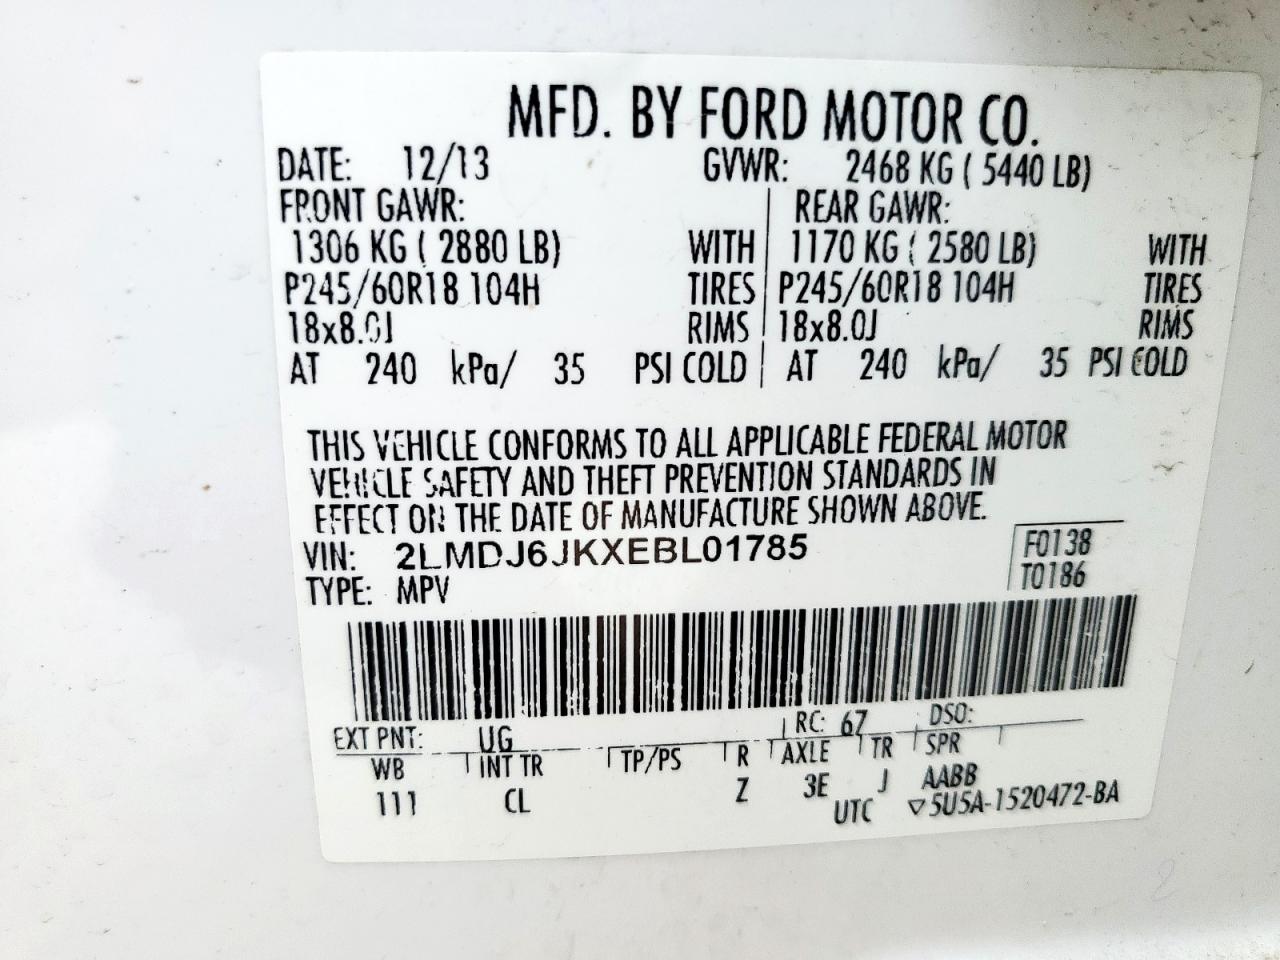 MFD. BY FORD MOTOR CO.
DATE: 12/13 GVWR: 2468 KG ( 5440 LB)
FRONT GAWR: REAR GAWR:
1306 KG ( 2880 LB) WITH 1170 KG ( 2580 LB) WITH
P245/60R18 104H TIRES P245/60R18 104H TIRES
18x8.0J RIMS 18x8.0J RIMS
AT 240 kPa/ 35 PSI COLD AT 240 kPa/ 35 PSI COLD
THIS VEHICLE CONFORMS TO ALL APPLICABLE FEDERAL MOTOR
VEHICLE SAFETY AND THEFT PREVENTION STANDARDS IN
EFFECT ON THE DATE OF MANUFACTURE SHOWN ABOVE.
VIN: 2LMDJ6JKXEBL01785 F0138
TYPE: MPV T0186
EXT PNT: UG RC: 67 DSO:
WB INT TR TP/PS R AXLE TR SPR
111 CL Z 3E J AABB
UTC ▽5U5A-1520472-BA
2